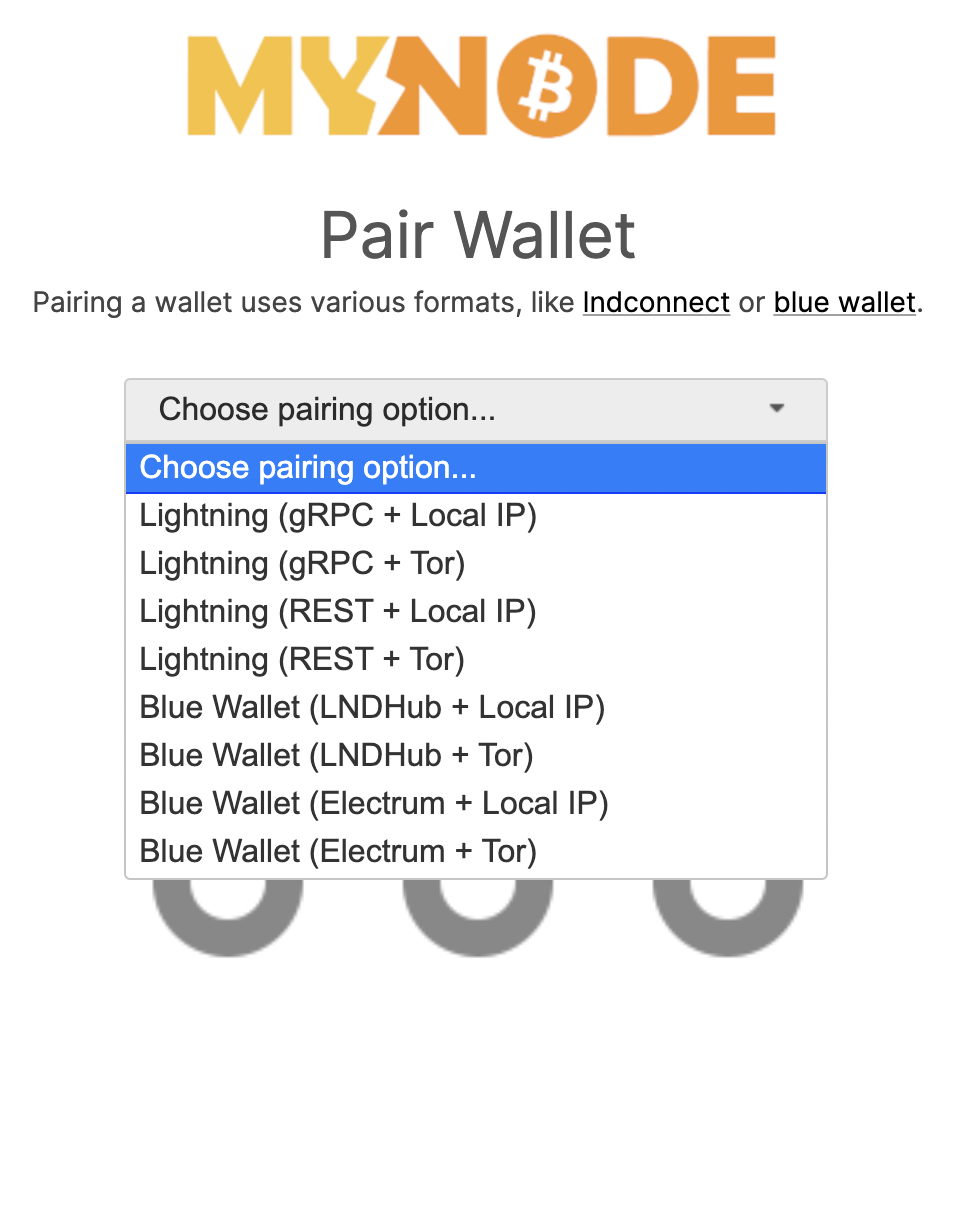 MYNODE
Pair Wallet
Pairing a wallet uses various formats, like lndconnect or blue wallet.
Choose pairing option...
Choose pairing option...
Lightning (gRPC + Local IP)
Lightning (gRPC + Tor)
Lightning (REST + Local IP)
Lightning (REST + Tor)
Blue Wallet (LNDHub + Local IP)
Blue Wallet (LNDHub + Tor)
Blue Wallet (Electrum + Local IP)
Blue Wallet (Electrum + Tor)